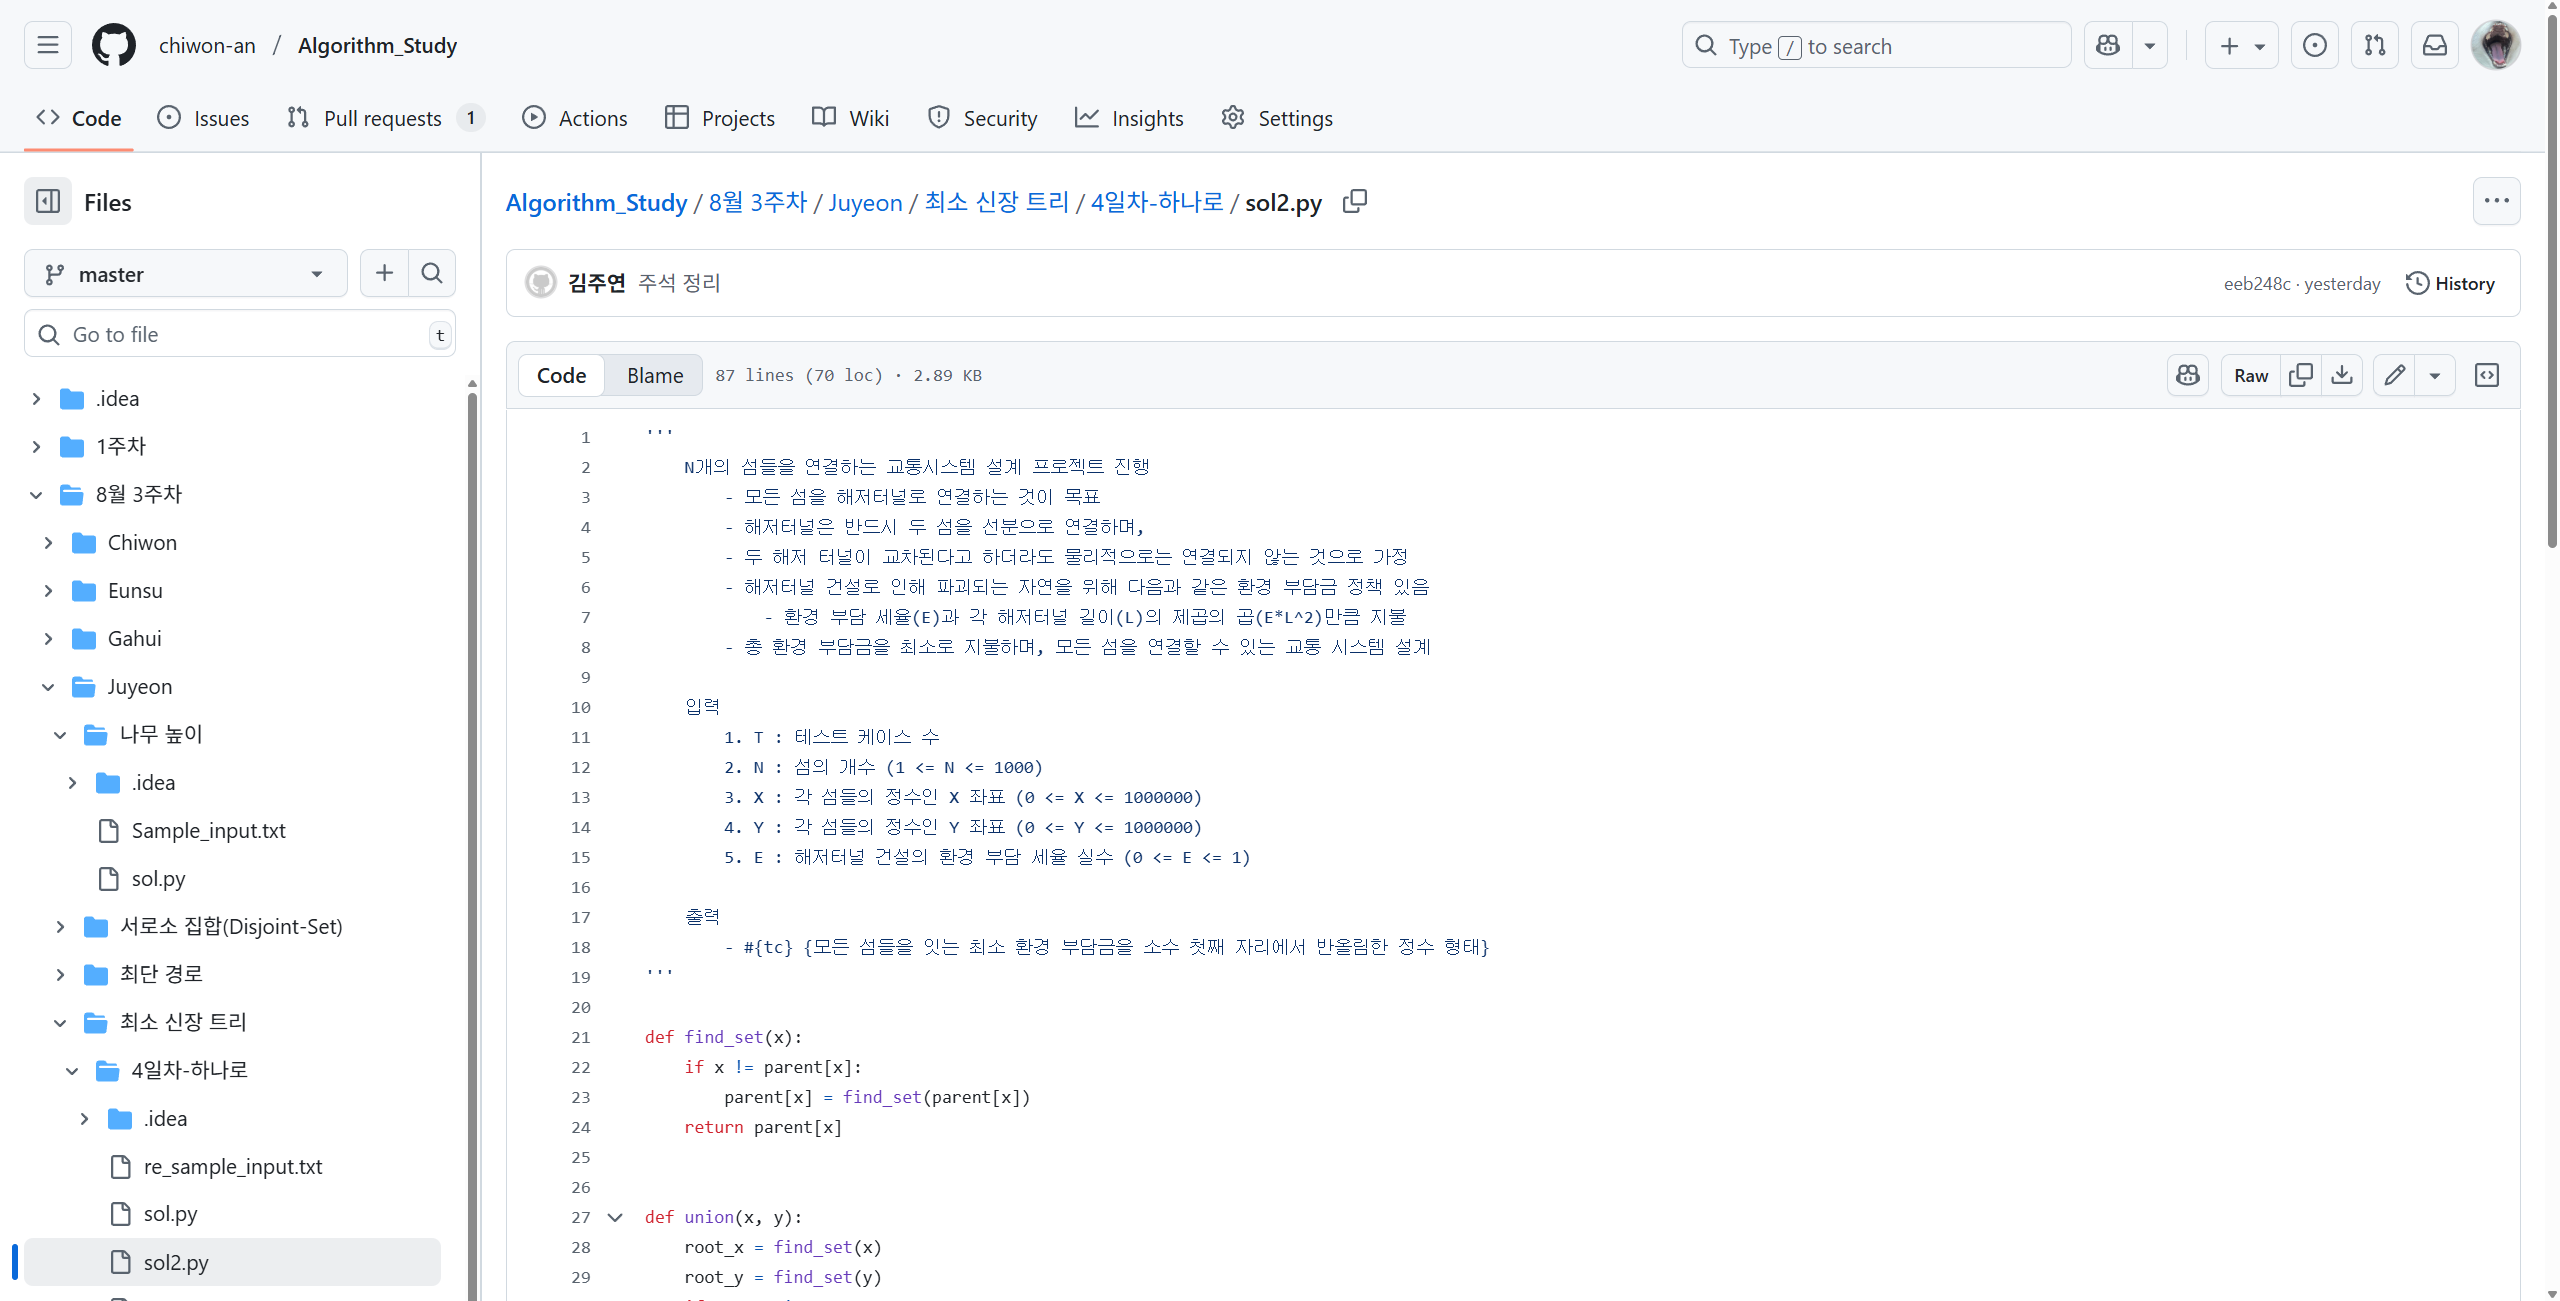 chiwon-an / Algorithm_Study
Type / to search
Code
Issues
Pull requests 1
Actions
Projects
Wiki
Security
Insights
Settings
Files
master
Go to file
t
.idea
1주차
8월 3주차
Chiwon
Eunsu
Gahui
Juyeon
나무 높이
.idea
Sample_input.txt
sol.py
서로소 집합(Disjoint-Set)
최단 경로
최소 신장 트리
4일차-하나로
.idea
re_sample_input.txt
sol.py
sol2.py
Algorithm_Study / 8월 3주차 / Juyeon / 최소 신장 트리 / 4일차-하나로 / sol2.py
김주연 주석 정리
eeb248c · yesterday
History
Code
Blame
87 lines (70 loc) · 2.89 KB
Raw
1 '''
2 N개의 섬들을 연결하는 교통시스템 설계 프로젝트 진행
3 - 모든 섬을 해저터널로 연결하는 것이 목표
4 - 해저터널은 반드시 두 섬을 선분으로 연결하며,
5 - 두 해저 터널이 교차된다고 하더라도 물리적으로는 연결되지 않는 것으로 가정
6 - 해저터널 건설로 인해 파괴되는 자연을 위해 다음과 같은 환경 부담금 정책 있음
7 - 환경 부담 세율(E)과 각 해저터널 길이(L)의 제곱의 곱(E*L^2)만큼 지불
8 - 총 환경 부담금을 최소로 지불하며, 모든 섬을 연결할 수 있는 교통 시스템 설계
9
10 입력
11 1. T : 테스트 케이스 수
12 2. N : 섬의 개수 (1 <= N <= 1000)
13 3. X : 각 섬들의 정수인 X 좌표 (0 <= X <= 1000000)
14 4. Y : 각 섬들의 정수인 Y 좌표 (0 <= Y <= 1000000)
15 5. E : 해저터널 건설의 환경 부담 세율 실수 (0 <= E <= 1)
16
17 출력
18 - #{tc} {모든 섬들을 잇는 최소 환경 부담금을 소수 첫째 자리에서 반올림한 정수 형태}
19 '''
20
21 def find_set(x):
22 if x != parent[x]:
23 parent[x] = find_set(parent[x])
24 return parent[x]
25
26
27 def union(x, y):
28 root_x = find_set(x)
29 root_y = find_set(y)